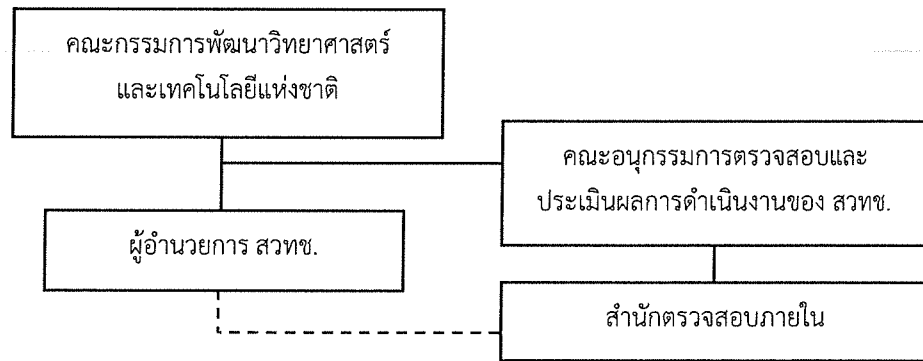 คณะกรรมการพัฒนาวิทยาศาสตร์
และเทคโนโลยีแห่งชาติ
คณะอนุกรรมการตรวจสอบและ
ประเมินผลการดำเนินงานของ สวทช.
ผู้อำนวยการ สวทช.
สำนักตรวจสอบภายใน